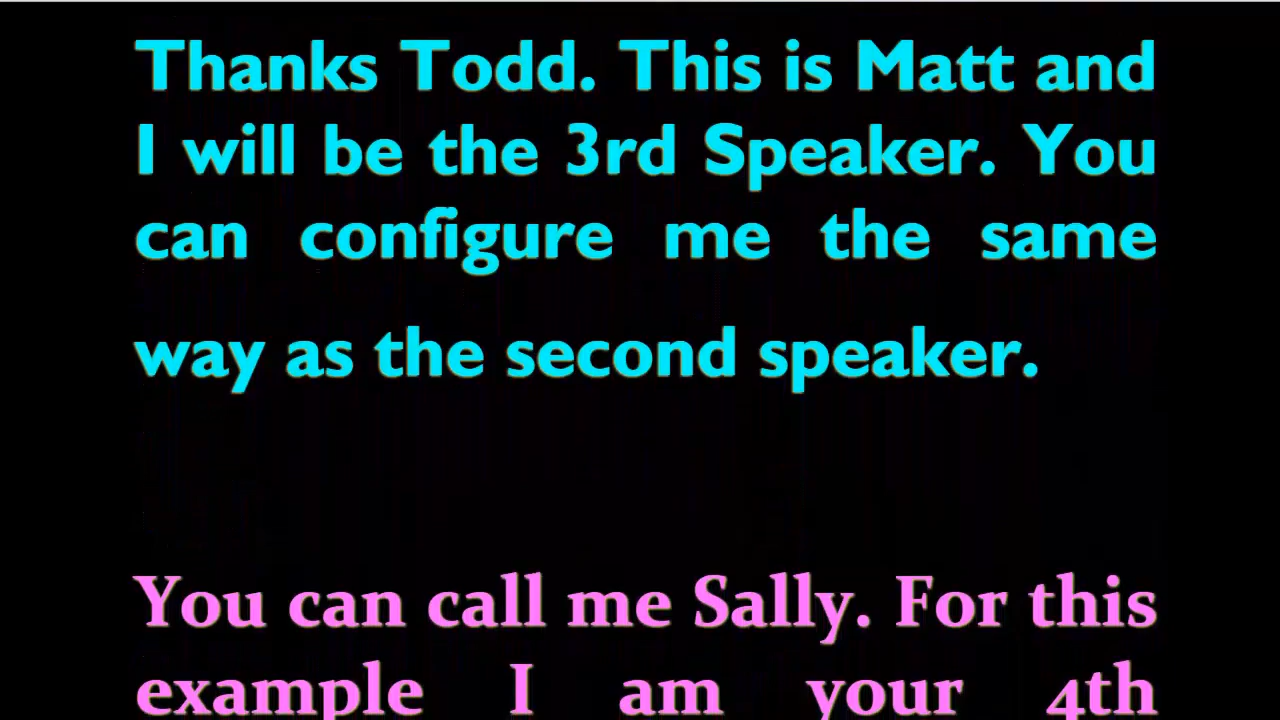 Thanks Todd. This is Matt and
I will be the 3rd Speaker. You
can configure me the same
way as the second speaker.
You can call me Sally. For this
example I am your 4th